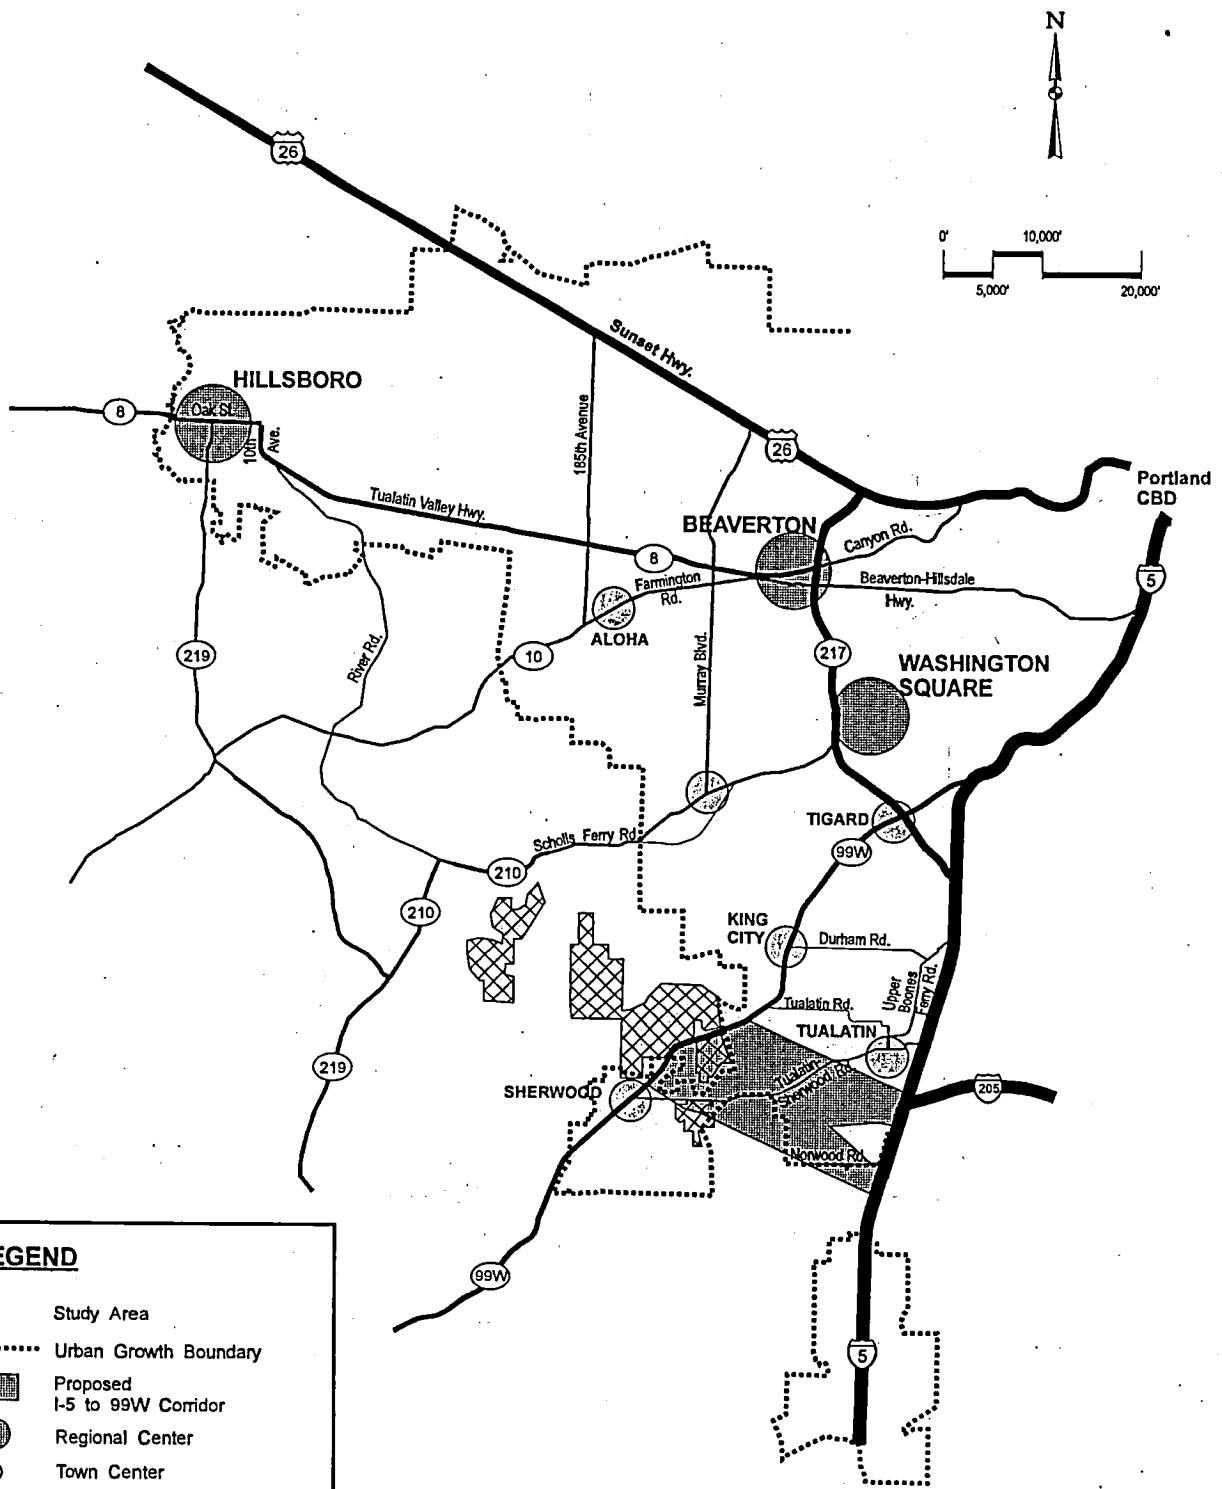 N
26
0'
10,000'
5,000'
20,000'
Sunset Hwy.
HILLSBORO
8
Oak St.
10th
Ave.
185th Avenue
26
Portland
CBD
Tualatin Valley Hwy.
BEAVERTON
Canyon Rd.
8
Farmington
Rd.
Beaverton-Hillsdale
Hwy.
5
ALOHA
219
River Rd.
10
Murray Blvd.
217
WASHINGTON
SQUARE
TIGARD
Scholls Ferry Rd
99W
210
210
KING
CITY
Durham Rd.
Upper
Boones
Ferry Rd.
Tualatin Rd.
TUALATIN
219
SHERWOOD
Tualatin
Sherwood Rd.
205
Norwood Rd.
99W
5
EGEND
Study Area
Urban Growth Boundary
Proposed
I-5 to 99W Corridor
Regional Center
Town Center